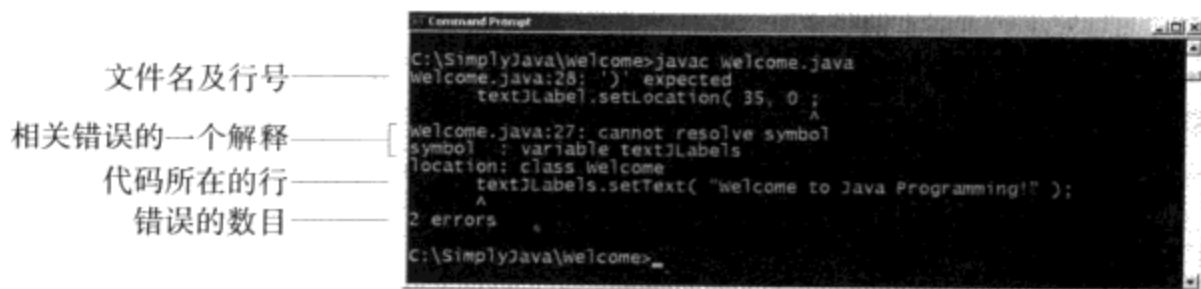 文件名及行号
相关错误的一个解释
代码所在的行
错误的数目
Command Prompt
C:\SimplyJava\Welcome>javac Welcome.java
Welcome.java:28: ')' expected
textJLabel.setLocation( 35, 0 ;
^
Welcome.java:27: cannot resolve symbol
symbol : variable textJLabels
location: class Welcome
textJLabels.setText( "Welcome to Java Programming!" );
^
2 errors
C:\SimplyJava\Welcome>_